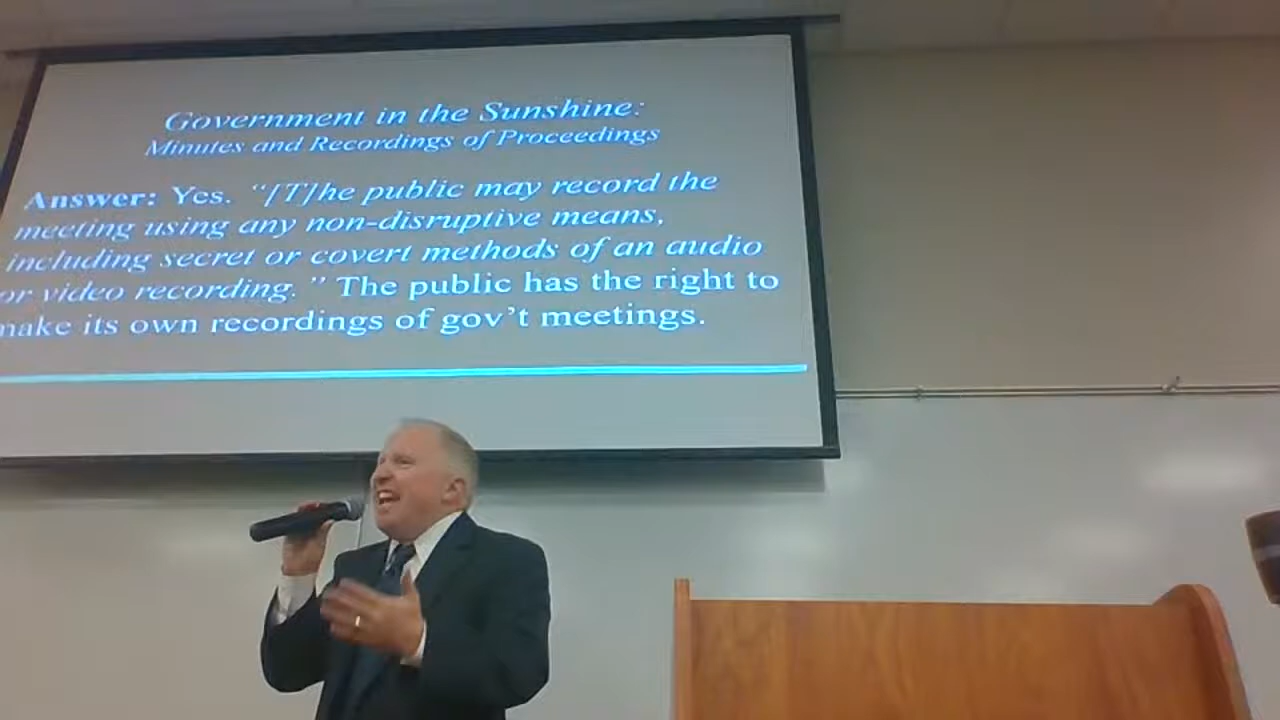 Government in the Sunshine:
Minutes and Recordings of Proceedings
Answer: Yes. “[T]he public may record the
meeting using any non-disruptive means,
including secret or covert methods of an audio
or video recording.” The public has the right to
make its own recordings of gov’t meetings.